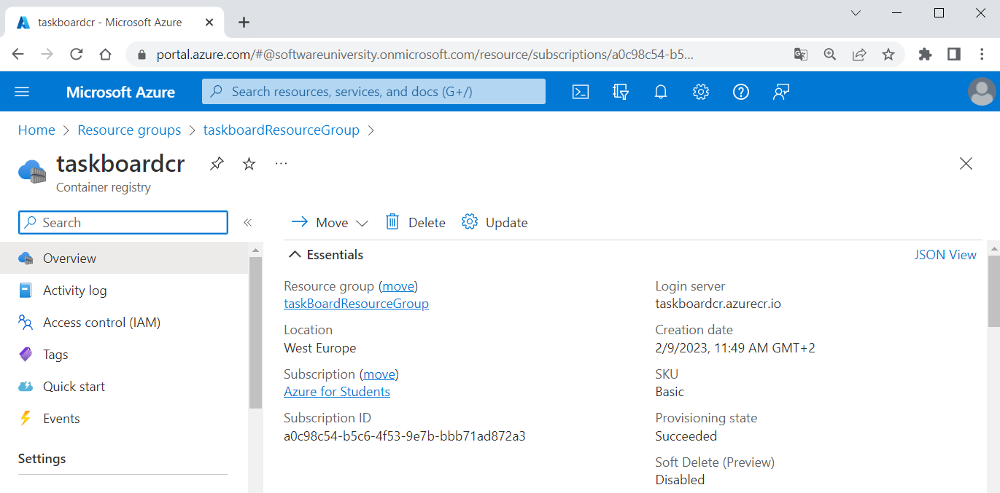 taskboardcr - Microsoft Azure
portal.azure.com/#@softwareuniversity.onmicrosoft.com/resource/subscriptions/a0c98c54-b5...
Microsoft Azure
Search resources, services, and docs (G+/)
Home > Resource groups > taskboardResourceGroup >
taskboardcr
Container registry
Search
Move
Delete
Update
Overview
Activity log
Access control (IAM)
Tags
Quick start
Events
Settings
Essentials
JSON View
Resource group (move)
taskBoardResourceGroup
Location
West Europe
Subscription (move)
Azure for Students
Subscription ID
a0c98c54-b5c6-4f53-9e7b-bbb71ad872a3
Login server
taskboardcr.azurecr.io
Creation date
2/9/2023, 11:49 AM GMT+2
SKU
Basic
Provisioning state
Succeeded
Soft Delete (Preview)
Disabled